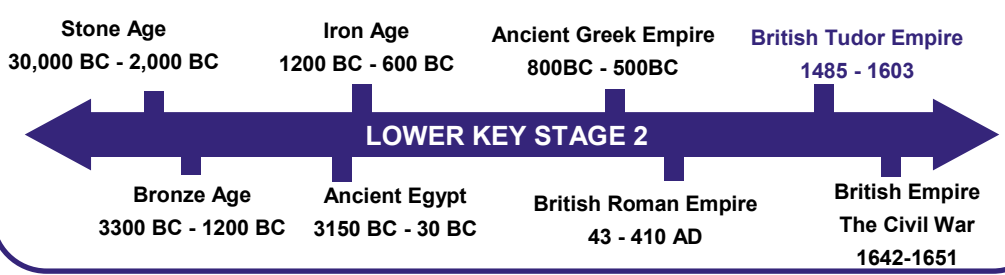 Stone Age
30,000 BC - 2,000 BC
Iron Age
1200 BC - 600 BC
Ancient Greek Empire
800BC - 500BC
British Tudor Empire
1485 - 1603
LOWER KEY STAGE 2
Bronze Age
3300 BC - 1200 BC
Ancient Egypt
3150 BC - 30 BC
British Roman Empire
43 - 410 AD
British Empire
The Civil War
1642-1651